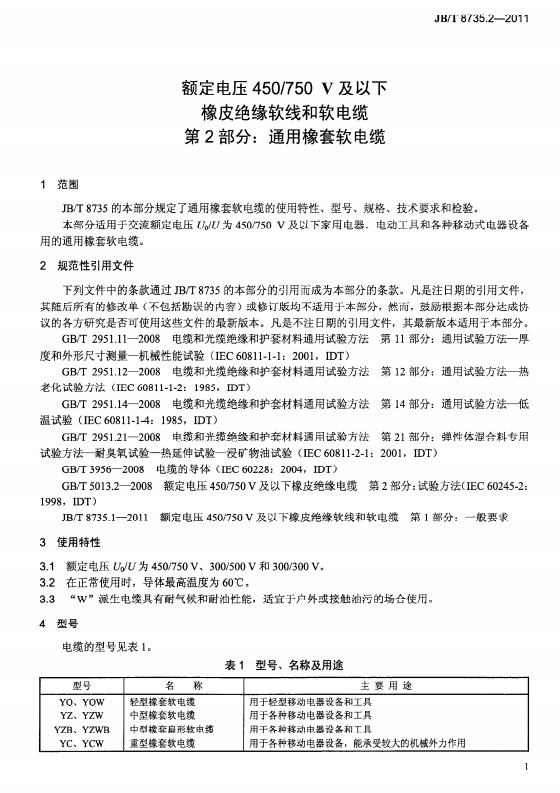 JB/T 8735.2—2011
额定电压 450/750 V 及以下
橡皮绝缘软线和软电缆
第 2 部分：通用橡套软电缆
1 范围
JB/T 8735 的本部分规定了通用橡套软电缆的使用特性、型号、规格、技术要求和检验。
本部分适用于交流额定电压 U₀/U 为 450/750 V 及以下家用电器、电动工具和各种移动式电器设备
用的通用橡套软电缆。
2 规范性引用文件
下列文件中的条款通过 JB/T 8735 的本部分的引用而成为本部分的条款。凡是注日期的引用文件，
其随后所有的修改单（不包括勘误的内容）或修订版均不适用于本部分，然而，鼓励根据本部分达成协
议的各方研究是否可使用这些文件的最新版本。凡是不注日期的引用文件，其最新版本适用于本部分。
GB/T 2951.11—2008 电缆和光缆绝缘和护套材料通用试验方法 第 11 部分：通用试验方法—厚
度和外形尺寸测量—机械性能试验（IEC 60811-1-1：2001，IDT）
GB/T 2951.12—2008 电缆和光缆绝缘和护套材料通用试验方法 第 12 部分：通用试验方法—热
老化试验方法（IEC 60811-1-2：1985，IDT）
GB/T 2951.14—2008 电缆和光缆绝缘和护套材料通用试验方法 第 14 部分：通用试验方法—低
温试验（IEC 60811-1-4：1985，IDT）
GB/T 2951.21—2008 电缆和光缆绝缘和护套材料通用试验方法 第 21 部分：弹性体混合料专用
试验方法—耐臭氧试验—热延伸试验—浸矿物油试验（IEC 60811-2-1：2001，IDT）
GB/T 3956—2008 电缆的导体（IEC 60228：2004，IDT）
GB/T 5013.2—2008 额定电压 450/750 V 及以下橡皮绝缘电缆 第 2 部分：试验方法（IEC 60245-2：
1998，IDT）
JB/T 8735.1—2011 额定电压 450/750 V 及以下橡皮绝缘软线和软电缆 第 1 部分：一般要求
3 使用特性
3.1 额定电压 U₀/U 为 450/750 V、300/500 V 和 300/300 V。
3.2 在正常使用时，导体最高温度为 60℃。
3.3 “W”派生电缆具有耐气候和耐油性能，适宜于户外或接触油污的场合使用。
4 型号
电缆的型号见表 1。
表 1 型号、名称及用途
型号 名 称 主 要 用 途
YQ、YQW 轻型橡套软电缆 用于轻型移动电器设备和工具
YZ、YZW 中型橡套软电缆 用于各种移动电器设备和工具
YZB、YZWB 中型橡套扁形软电缆 用于各种移动电器设备和工具
YC、YCW 重型橡套软电缆 用于各种移动电器设备，能承受较大的机械外力作用
1